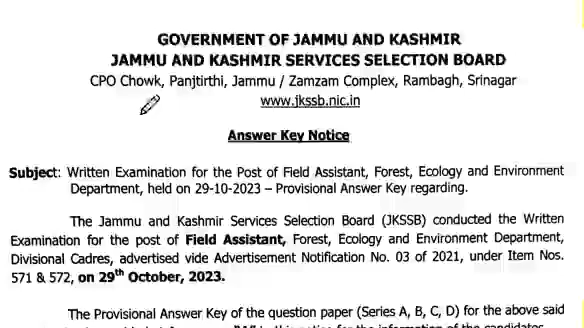 GOVERNMENT OF JAMMU AND KASHMIR
JAMMU AND KASHMIR SERVICES SELECTION BOARD
CPO Chowk, Panjtirthi, Jammu / Zamzam Complex, Rambagh, Srinagar
www.jkssb.nic.in
Answer Key Notice
Subject: Written Examination for the Post of Field Assistant, Forest, Ecology and Environment
Department, held on 29-10-2023 – Provisional Answer Key regarding.
The Jammu and Kashmir Services Selection Board (JKSSB) conducted the Written
Examination for the post of Field Assistant, Forest, Ecology and Environment Department,
Divisional Cadres, advertised vide Advertisement Notification No. 03 of 2021, under Item Nos.
571 & 572, on 29th October, 2023.
The Provisional Answer Key of the question paper (Series A, B, C, D) for the above said